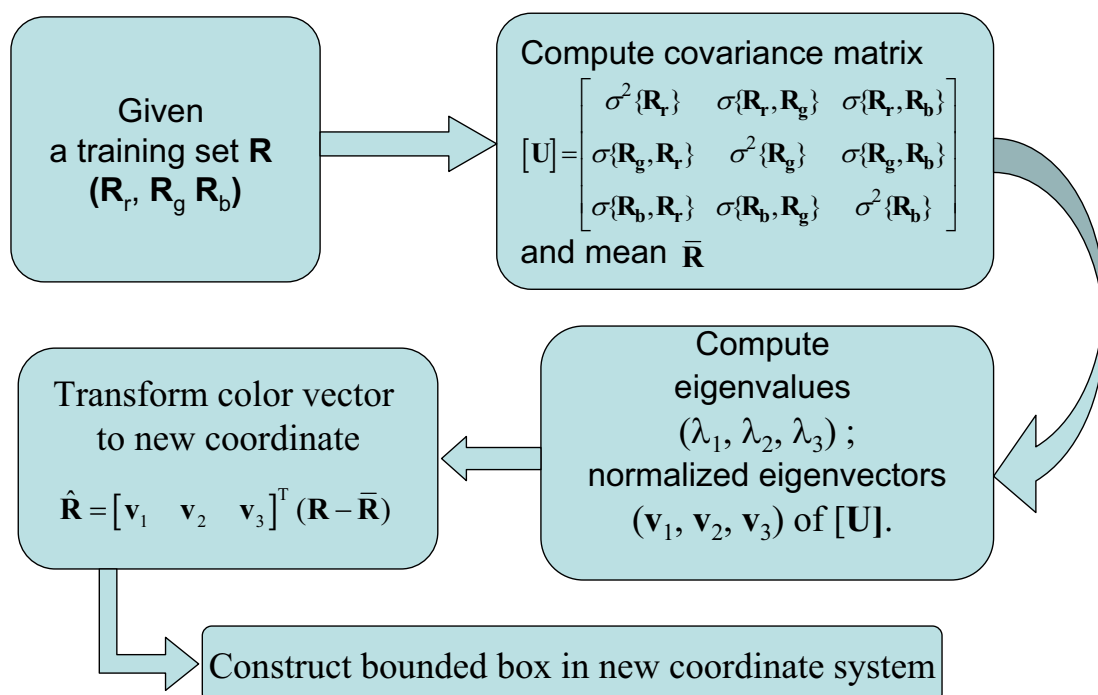 Given
a training set R
(Rr, Rg Rb)
Compute covariance matrix
[U] = [ σ²{Rr} σ{Rr,Rg} σ{Rr,Rb}
σ{Rg,Rr} σ²{Rg} σ{Rg,Rb}
σ{Rb,Rr} σ{Rb,Rg} σ²{Rb} ]
and mean R̄
Compute
eigenvalues
(λ₁, λ₂, λ₃) ;
normalized eigenvectors
(v₁, v₂, v₃) of [U].
Transform color vector
to new coordinate
R̂ = [v₁ v₂ v₃]ᵀ (R − R̄)
Construct bounded box in new coordinate system